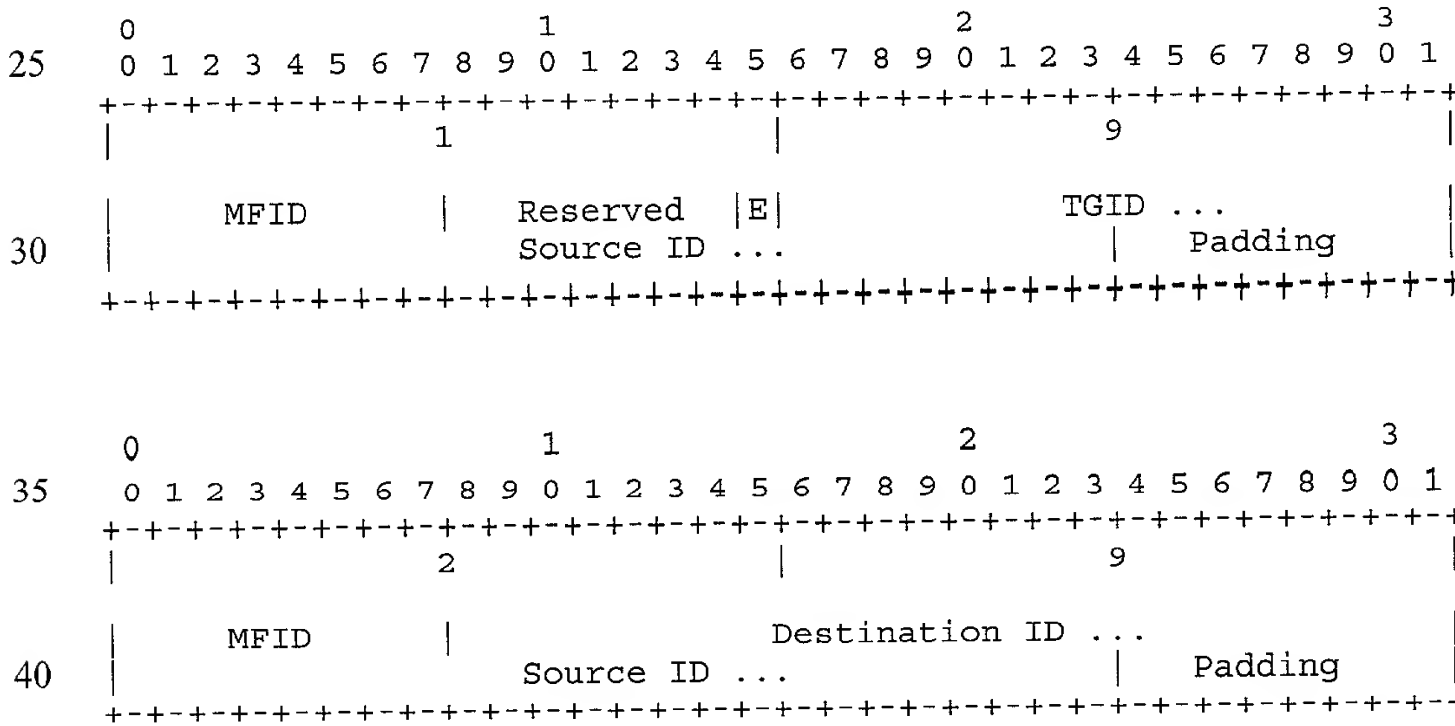 0 1 2 3
25 0 1 2 3 4 5 6 7 8 9 0 1 2 3 4 5 6 7 8 9 0 1 2 3 4 5 6 7 8 9 0 1
+-+-+-+-+-+-+-+-+-+-+-+-+-+-+-+-+-+-+-+-+-+-+-+-+-+-+-+-+-+-+-+-+
| 1 | 9 |
| MFID | Reserved |E| TGID ... |
30 | Source ID ... | Padding |
+-+-+-+-+-+-+-+-+-+-+-+-+-+-+-+-+-+-+-+-+-+-+-+-+-+-+-+-+-+-+-+-+
0 1 2 3
35 0 1 2 3 4 5 6 7 8 9 0 1 2 3 4 5 6 7 8 9 0 1 2 3 4 5 6 7 8 9 0 1
+-+-+-+-+-+-+-+-+-+-+-+-+-+-+-+-+-+-+-+-+-+-+-+-+-+-+-+-+-+-+-+-+
| 2 | 9 |
| MFID | Destination ID ... |
40 | Source ID ... | Padding |
+-+-+-+-+-+-+-+-+-+-+-+-+-+-+-+-+-+-+-+-+-+-+-+-+-+-+-+-+-+-+-+-+